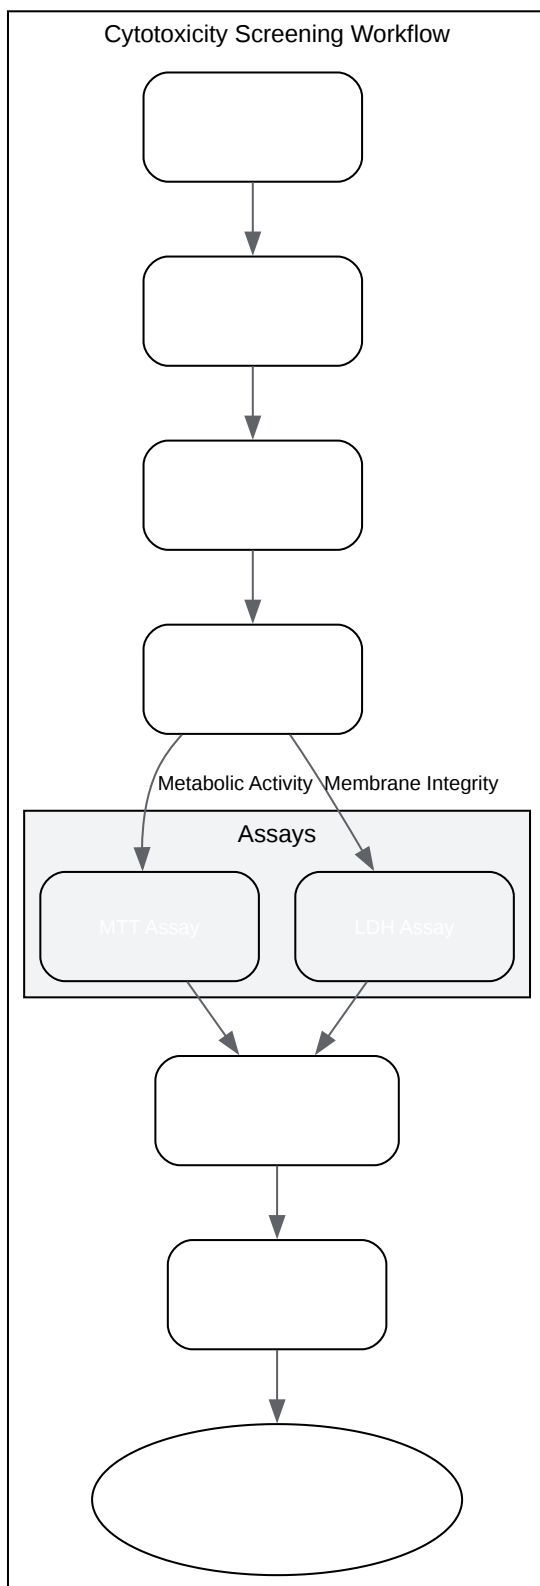 Cytotoxicity Screening Workflow
Metabolic Activity
Membrane Integrity
Assays
MTT Assay
LDH Assay